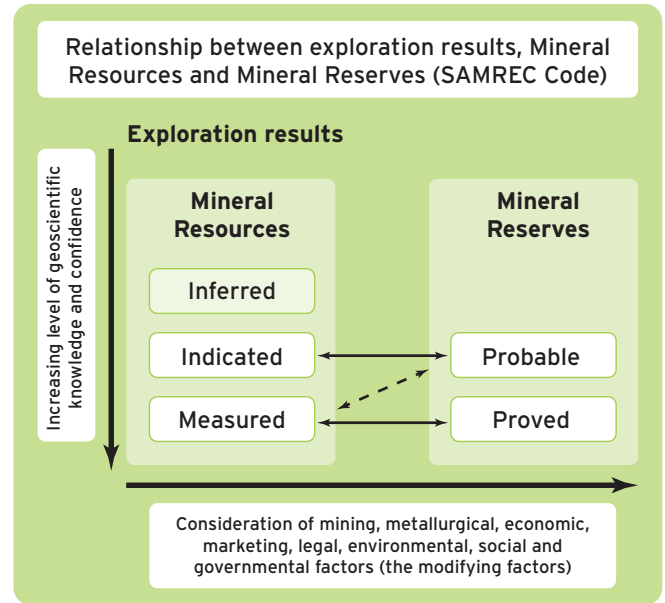 Relationship between exploration results, Mineral
Resources and Mineral Reserves (SAMREC Code)
Exploration results
Increasing level of geoscientific
knowledge and confidence
Mineral
Resources
Mineral
Reserves
Inferred
Indicated
Probable
Measured
Proved
Consideration of mining, metallurgical, economic,
marketing, legal, environmental, social and
governmental factors (the modifying factors)